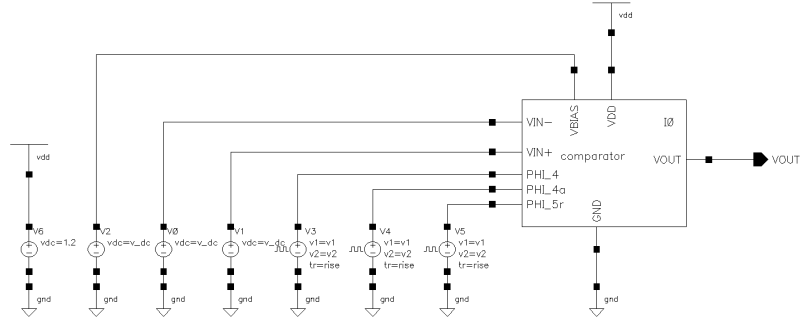 vdd
VBIAS
VDD
IØ
VIN-
VIN+
comparator
VOUT
VOUT
PHI_4
PHI_4a
PHI_5r
GND
vdd
V6
vdc=1.2
V2
vdc=v_dc
VØ
vdc=v_dc
V1
vdc=v_dc
V3
v1=v1
v2=v2
tr=rise
V4
v1=v1
v2=v2
tr=rise
V5
v1=v1
v2=v2
tr=rise
gnd
gnd
gnd
gnd
gnd
gnd
gnd
gnd